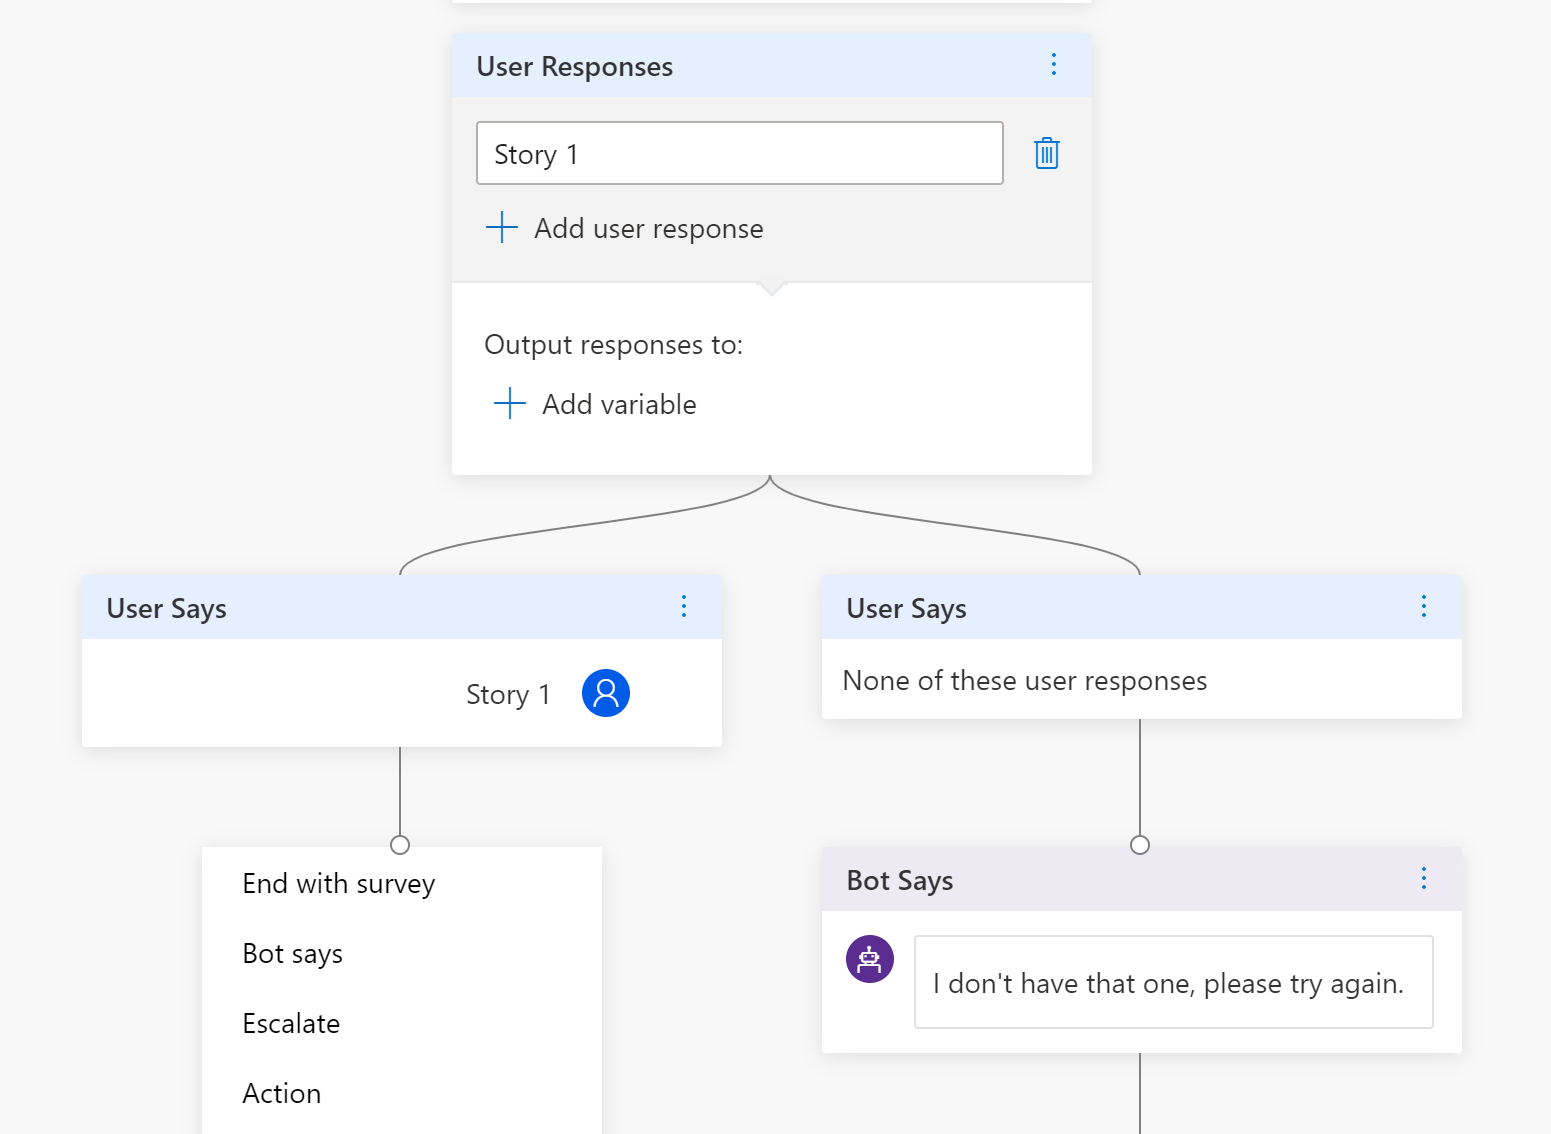 User Responses
Story 1
Add user response
Output responses to:
Add variable
User Says
Story 1
User Says
None of these user responses
End with survey
Bot says
Escalate
Action
Bot Says
I don't have that one, please try again.